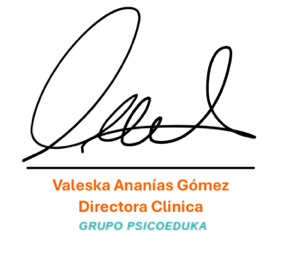 Valeska Ananías Gómez
Directora Clinica
GRUPO PSICOEDUKA